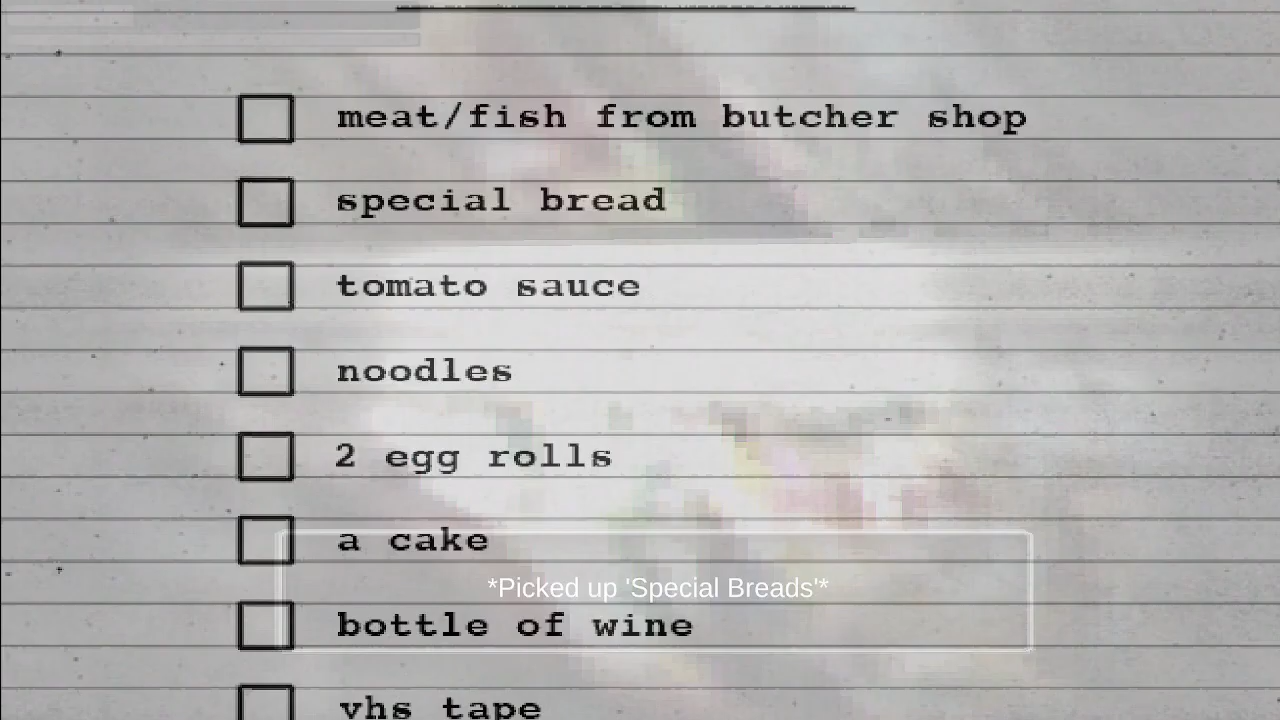 meat/fish from butcher shop
special bread
tomato sauce
noodles
2 egg rolls
a cake
*Picked up 'Special Breads'*
bottle of wine
vhs tape